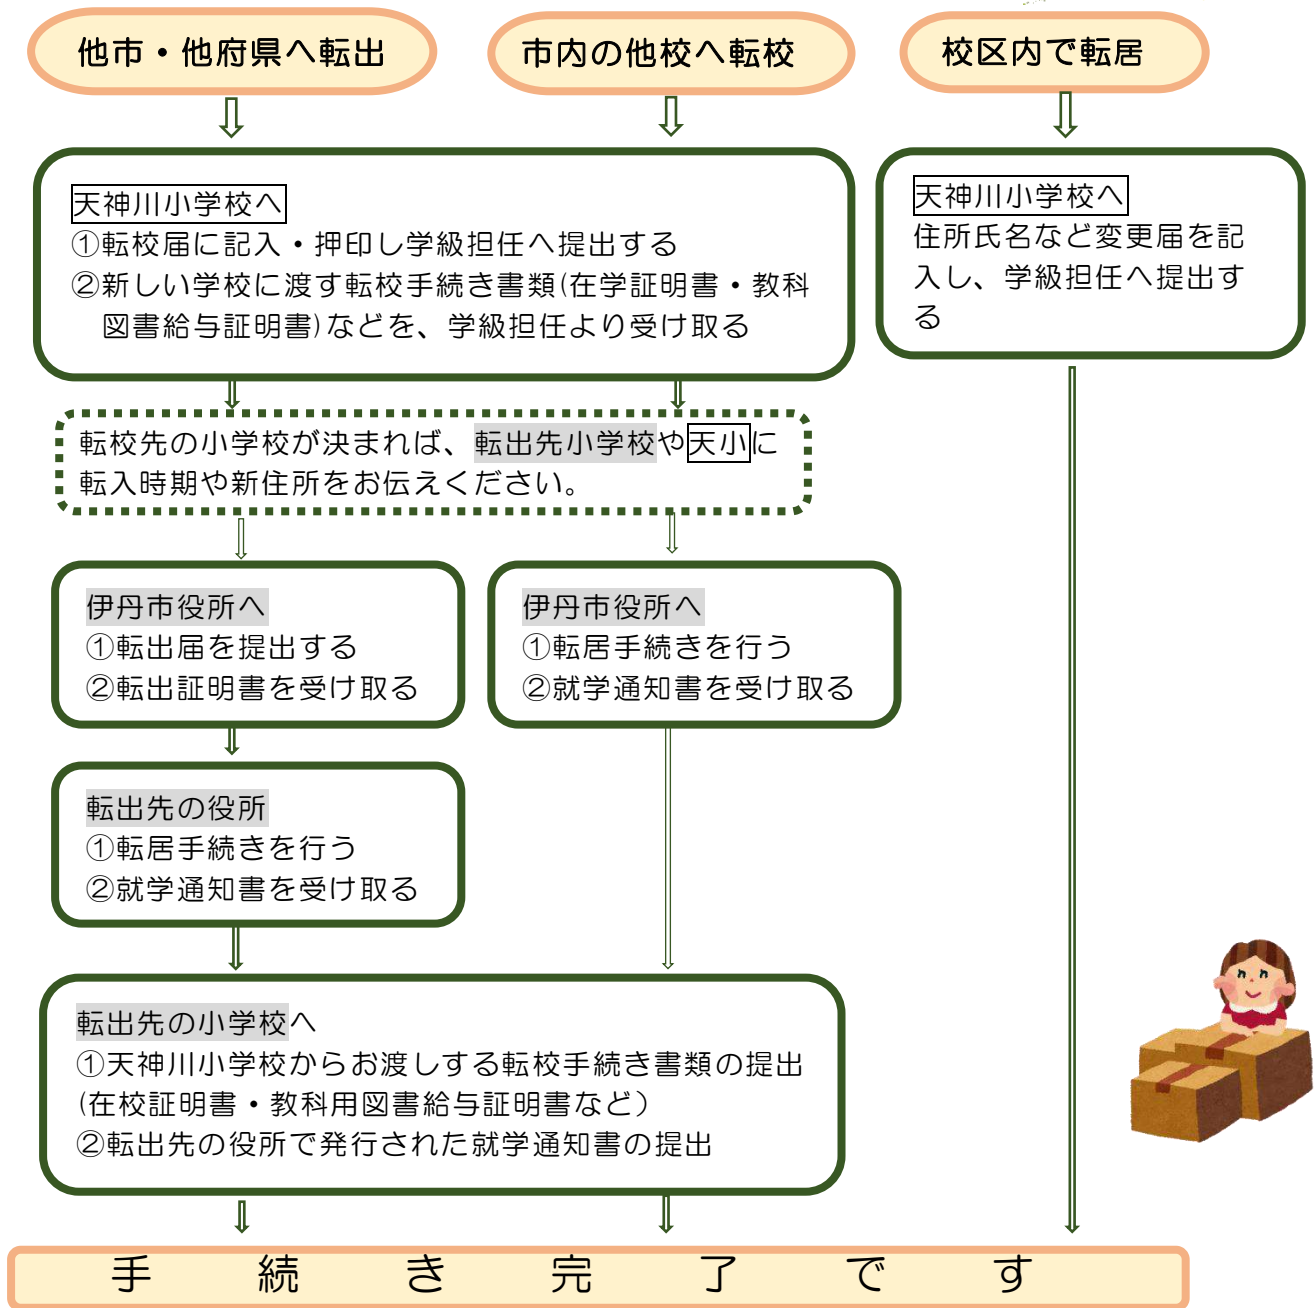 他市・他府県へ転出
市内の他校へ転校
校区内で転居
天神川小学校へ
①転校届に記入・押印し学級担任へ提出する
②新しい学校に渡す転校手続き書類(在学証明書・教科
図書給与証明書)などを、学級担任より受け取る
天神川小学校へ
住所氏名など変更届を記
入し、学級担任へ提出す
る
転校先の小学校が決まれば、転出先小学校や天小に
転入時期や新住所をお伝えください。
伊丹市役所へ
①転出届を提出する
②転出証明書を受け取る
伊丹市役所へ
①転居手続きを行う
②就学通知書を受け取る
転出先の役所
①転居手続きを行う
②就学通知書を受け取る
転出先の小学校へ
①天神川小学校からお渡しする転校手続き書類の提出
(在校証明書・教科用図書給与証明書など）
②転出先の役所で発行された就学通知書の提出
手続き完了です